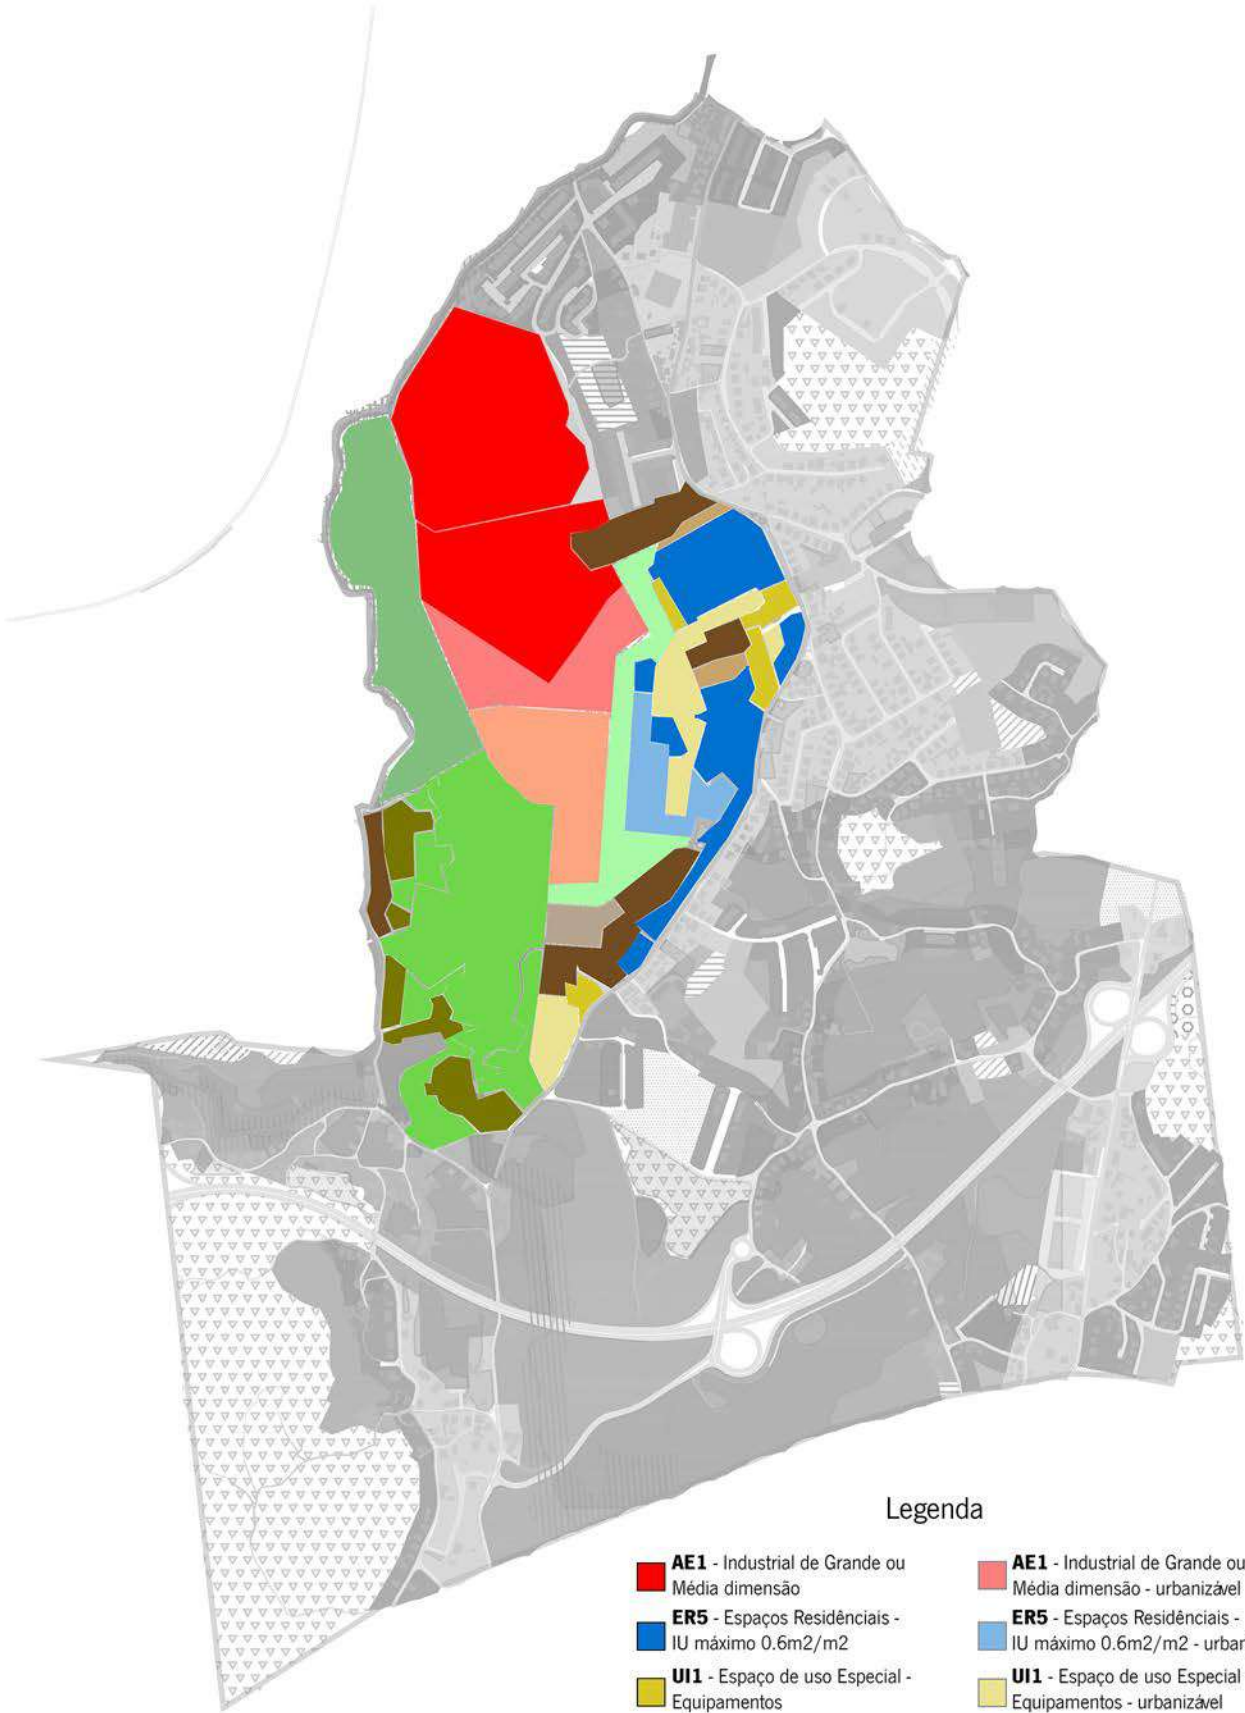 Legenda
AE1 - Industrial de Grande ou
Média dimensão
AE1 - Industrial de Grande ou
Média dimensão - urbanizável
ER5 - Espaços Residênciais -
IU máximo 0.6m2/m2
ER5 - Espaços Residênciais -
IU máximo 0.6m2/m2 - urban
UI1 - Espaço de uso Especial -
Equipamentos
UI1 - Espaço de uso Especial
Equipamentos - urbanizável